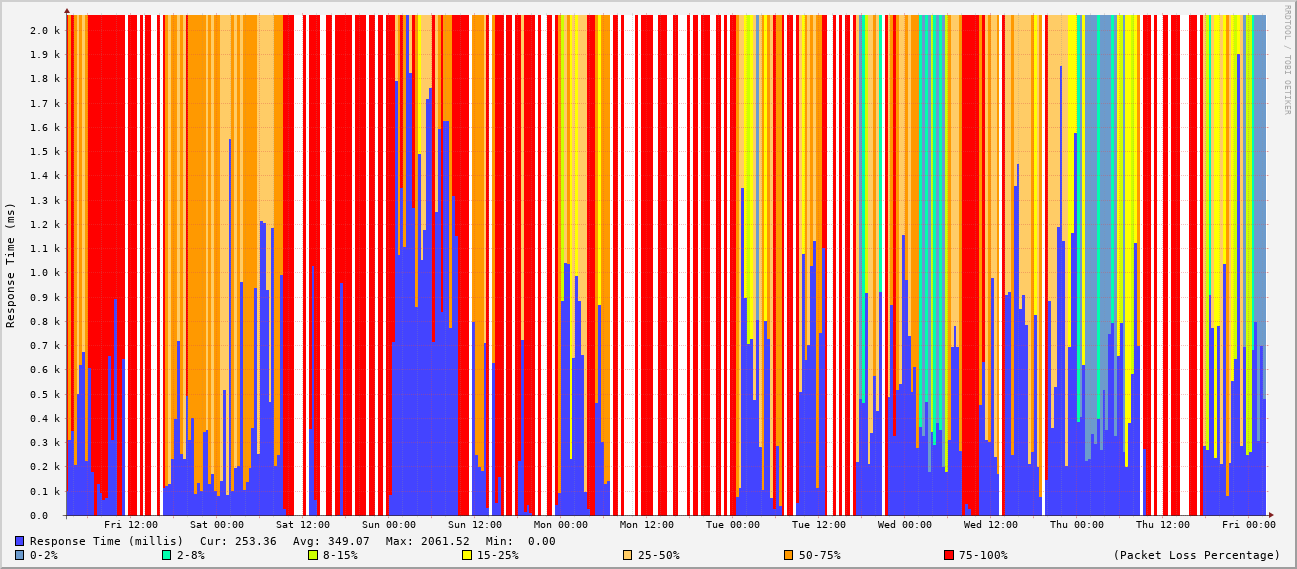 RRDTOOL / TOBI OETIKER
Response Time (ms)
2.0 k
1.9 k
1.8 k
1.7 k
1.6 k
1.5 k
1.4 k
1.3 k
1.2 k
1.1 k
1.0 k
0.9 k
0.8 k
0.7 k
0.6 k
0.5 k
0.4 k
0.3 k
0.2 k
0.1 k
0.0
Fri 12:00 Sat 00:00 Sat 12:00 Sun 00:00 Sun 12:00 Mon 00:00 Mon 12:00 Tue 00:00 Tue 12:00 Wed 00:00 Wed 12:00 Thu 00:00 Thu 12:00 Fri 00:00
Response Time (millis) Cur: 253.36 Avg: 349.07 Max: 2061.52 Min: 0.00
0-2% 2-8% 8-15% 15-25% 25-50% 50-75% 75-100% (Packet Loss Percentage)